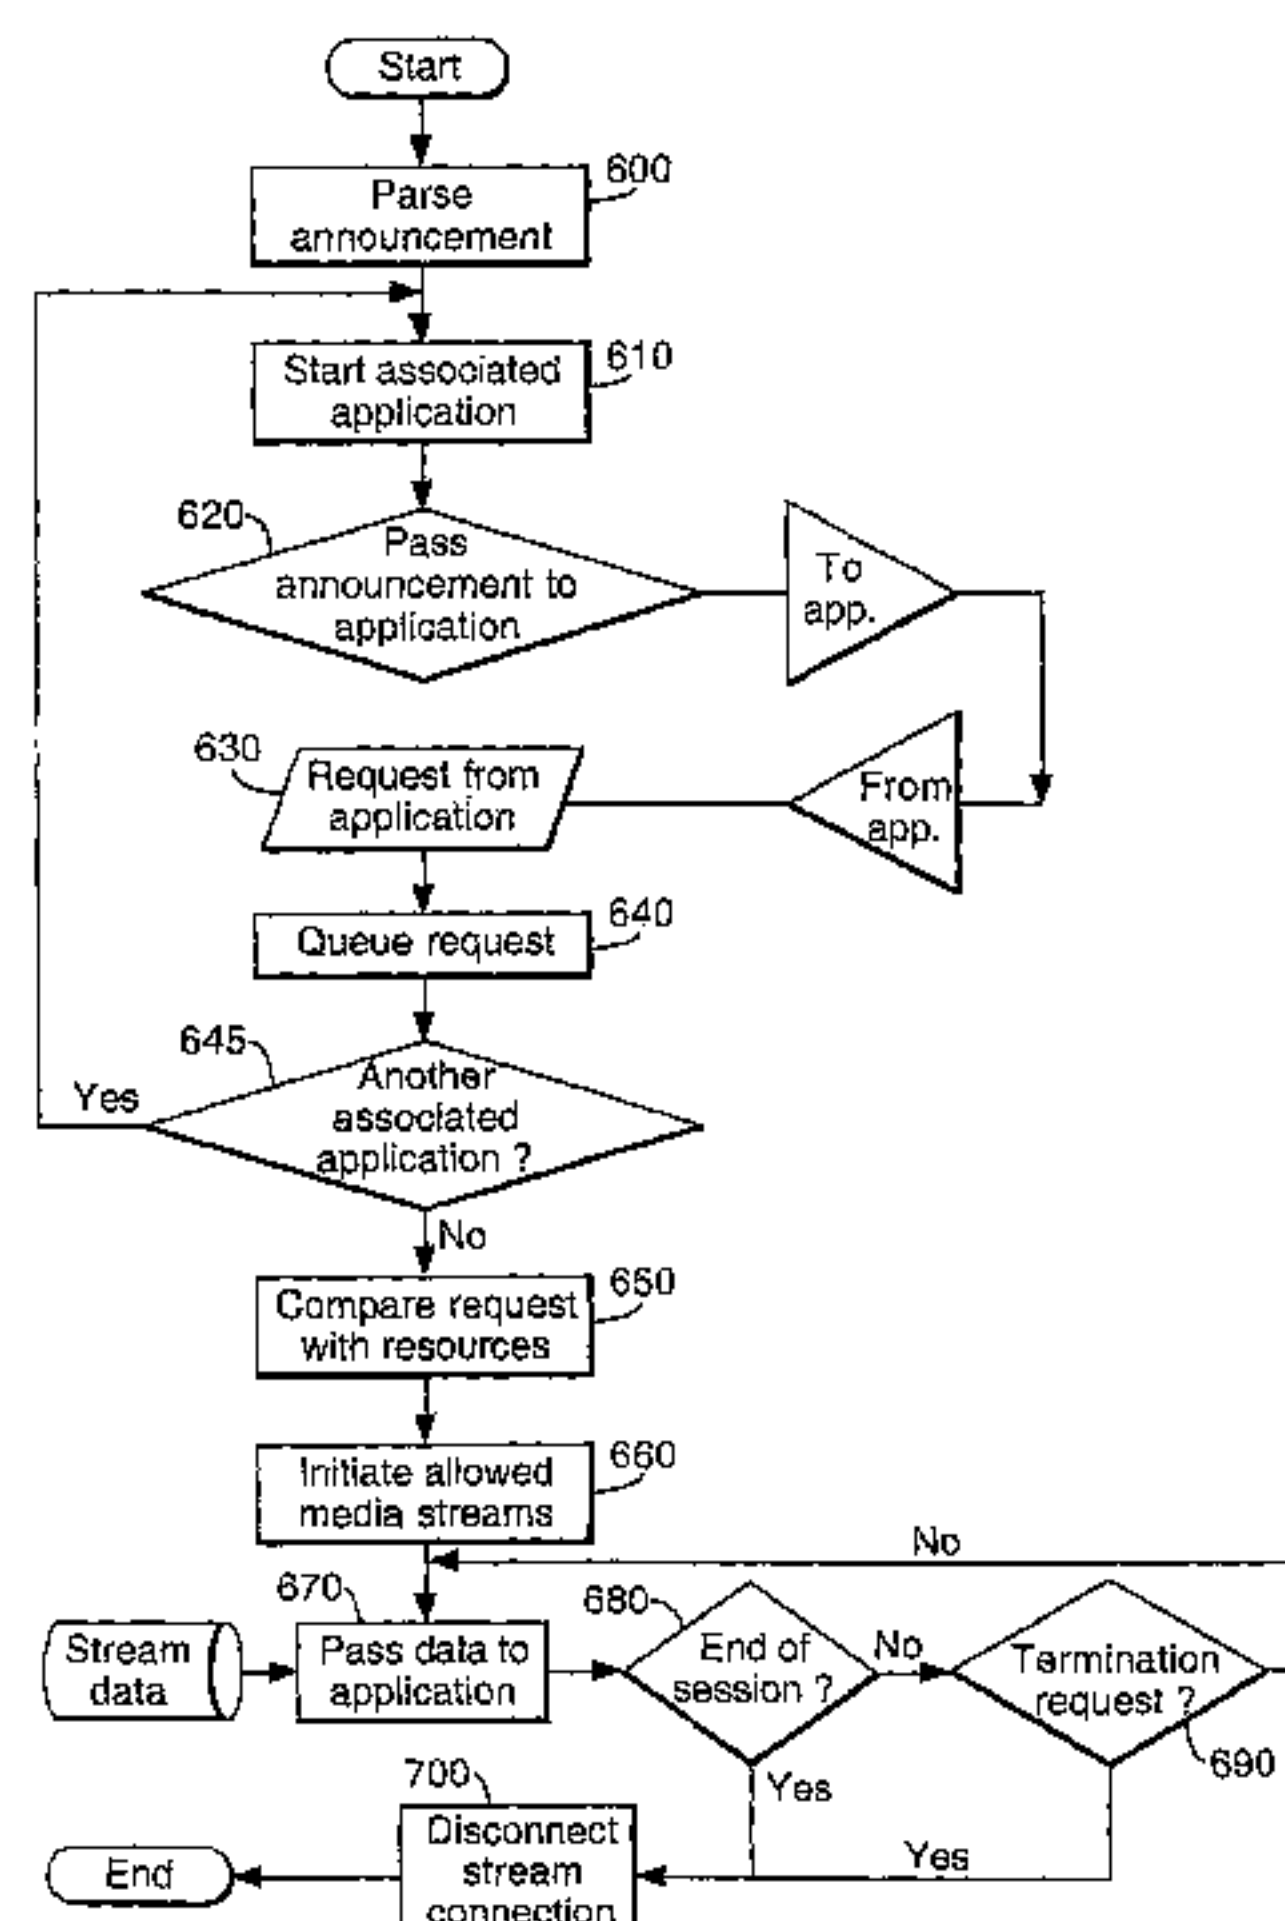 Start
600
Parse
announcement
610
Start associated
application
620
Pass
announcement to
application
To
app.
630
Request from
application
From
app.
640
Queue request
645
Another
associated
application ?
Yes
No
650
Compare request
with resources
660
Initiate allowed
media streams
No
670
680
Stream
data
Pass data to
application
End of
session ?
No
Termination
request ?
690
700
Yes
Disconnect
stream
connection
Yes
End